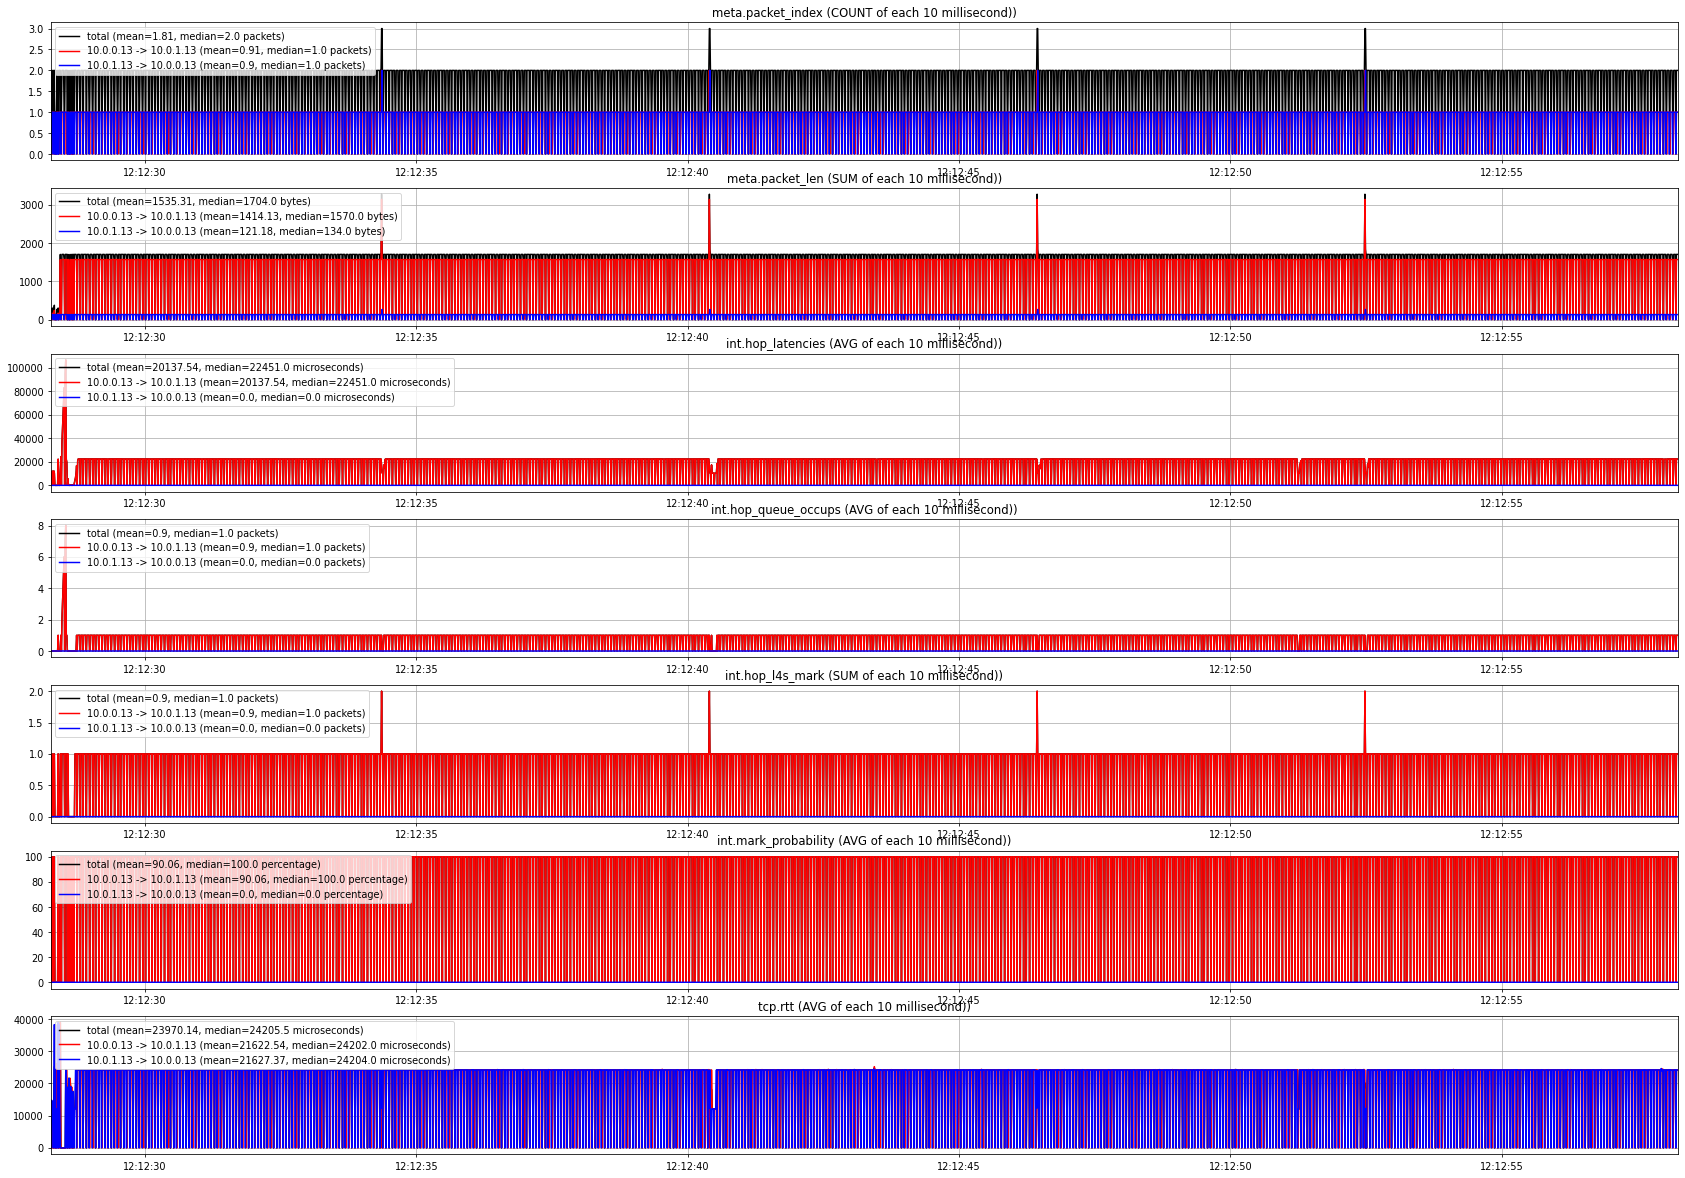 meta.packet_index (COUNT of each 10 millisecond))
3.0
2.5
2.0
1.5
1.0
0.5
0.0
total (mean=1.81, median=2.0 packets)
10.0.0.13 -> 10.0.1.13 (mean=0.91, median=1.0 packets)
10.0.1.13 -> 10.0.0.13 (mean=0.9, median=1.0 packets)
12:12:30 12:12:35 12:12:40 12:12:45 12:12:50 12:12:55
meta.packet_len (SUM of each 10 millisecond))
3000
2000
1000
0
total (mean=1535.31, median=1704.0 bytes)
10.0.0.13 -> 10.0.1.13 (mean=1414.13, median=1570.0 bytes)
10.0.1.13 -> 10.0.0.13 (mean=121.18, median=134.0 bytes)
12:12:30 12:12:35 12:12:40 12:12:45 12:12:50 12:12:55
int.hop_latencies (AVG of each 10 millisecond))
100000
80000
60000
40000
20000
0
total (mean=20137.54, median=22451.0 microseconds)
10.0.0.13 -> 10.0.1.13 (mean=20137.54, median=22451.0 microseconds)
10.0.1.13 -> 10.0.0.13 (mean=0.0, median=0.0 microseconds)
12:12:30 12:12:35 12:12:40 12:12:45 12:12:50 12:12:55
int.hop_queue_occups (AVG of each 10 millisecond))
8
6
4
2
0
total (mean=0.9, median=1.0 packets)
10.0.0.13 -> 10.0.1.13 (mean=0.9, median=1.0 packets)
10.0.1.13 -> 10.0.0.13 (mean=0.0, median=0.0 packets)
12:12:30 12:12:35 12:12:40 12:12:45 12:12:50 12:12:55
int.hop_l4s_mark (SUM of each 10 millisecond))
2.0
1.5
1.0
0.5
0.0
total (mean=0.9, median=1.0 packets)
10.0.0.13 -> 10.0.1.13 (mean=0.9, median=1.0 packets)
10.0.1.13 -> 10.0.0.13 (mean=0.0, median=0.0 packets)
12:12:30 12:12:35 12:12:40 12:12:45 12:12:50 12:12:55
int.mark_probability (AVG of each 10 millisecond))
100
80
60
40
20
0
total (mean=90.06, median=100.0 percentage)
10.0.0.13 -> 10.0.1.13 (mean=90.06, median=100.0 percentage)
10.0.1.13 -> 10.0.0.13 (mean=0.0, median=0.0 percentage)
12:12:30 12:12:35 12:12:40 12:12:45 12:12:50 12:12:55
tcp.rtt (AVG of each 10 millisecond))
40000
30000
20000
10000
0
total (mean=23970.14, median=24205.5 microseconds)
10.0.0.13 -> 10.0.1.13 (mean=21622.54, median=24202.0 microseconds)
10.0.1.13 -> 10.0.0.13 (mean=21627.37, median=24204.0 microseconds)
12:12:30 12:12:35 12:12:40 12:12:45 12:12:50 12:12:55